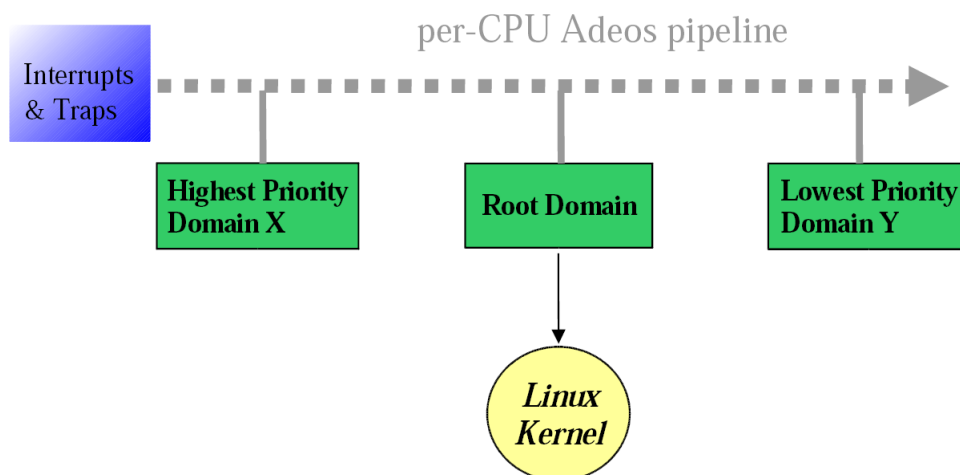 per-CPU Adeos pipeline
Interrupts
& Traps
Highest Priority
Domain X
Root Domain
Lowest Priority
Domain Y
Linux
Kernel